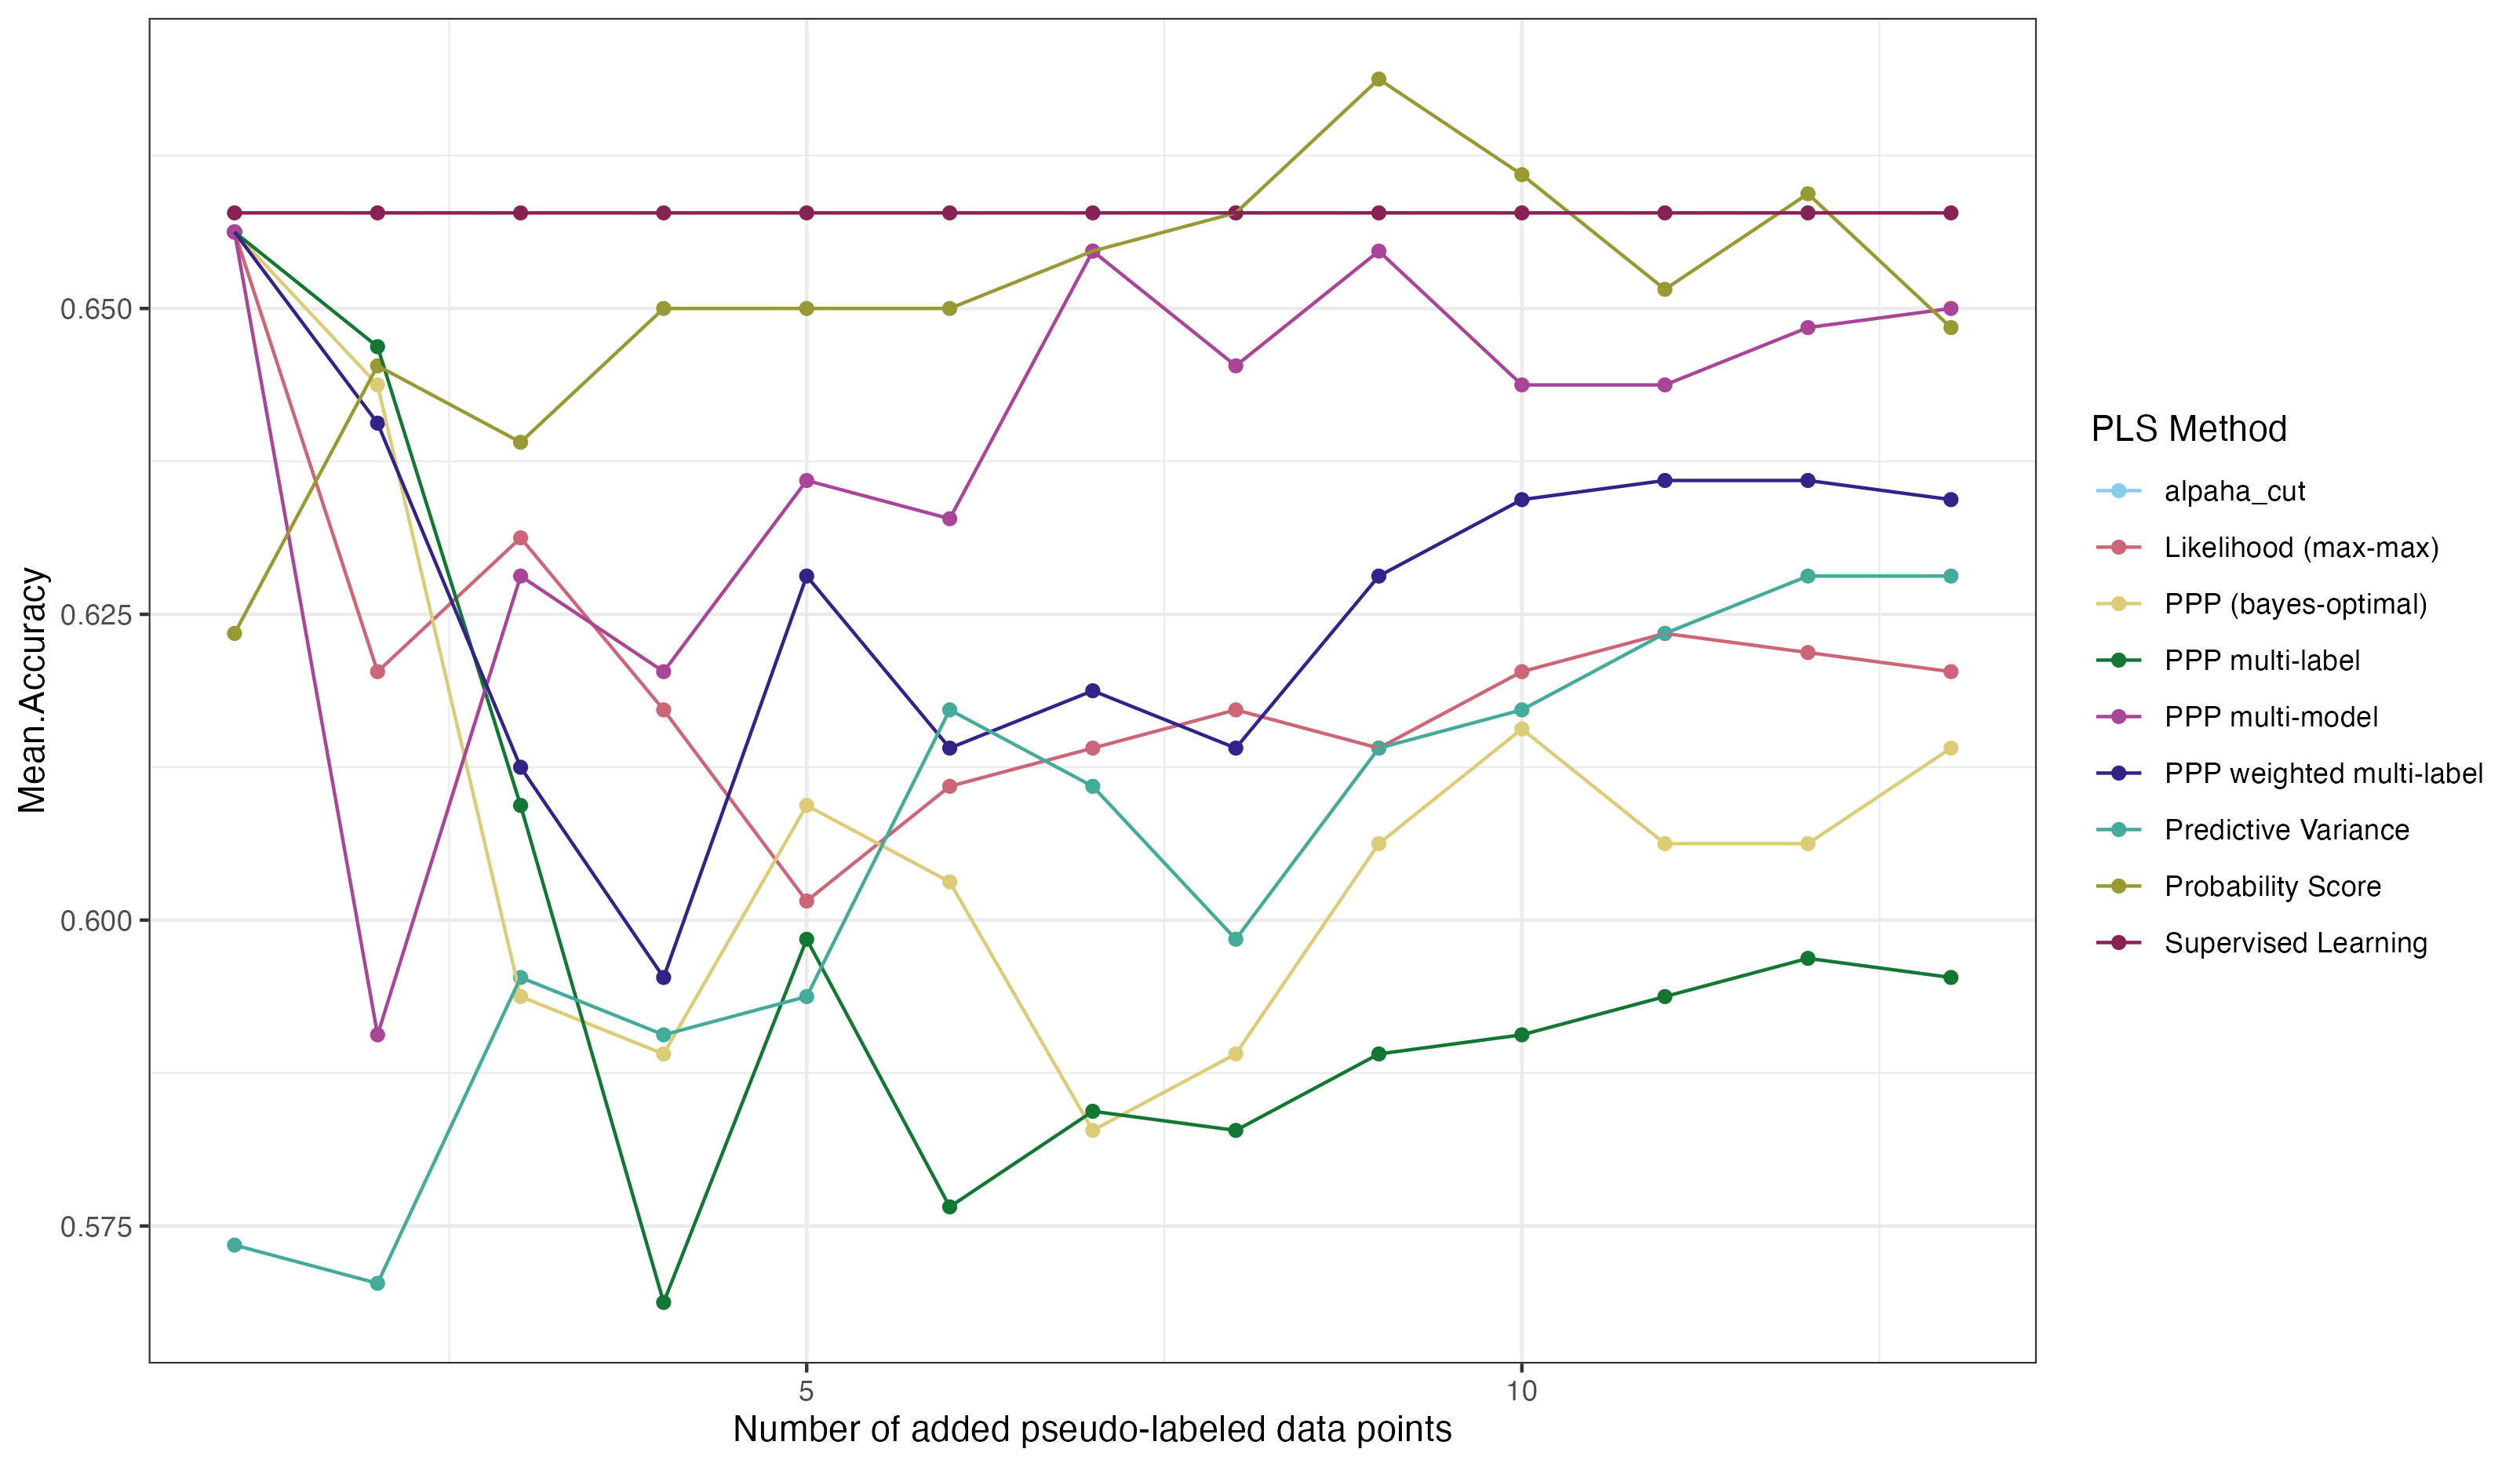 Mean.Accuracy
0.650
0.625
0.600
0.575
5
10
Number of added pseudo-labeled data points
PLS Method
alpaha_cut
Likelihood (max-max)
PPP (bayes-optimal)
PPP multi-label
PPP multi-model
PPP weighted multi-label
Predictive Variance
Probability Score
Supervised Learning